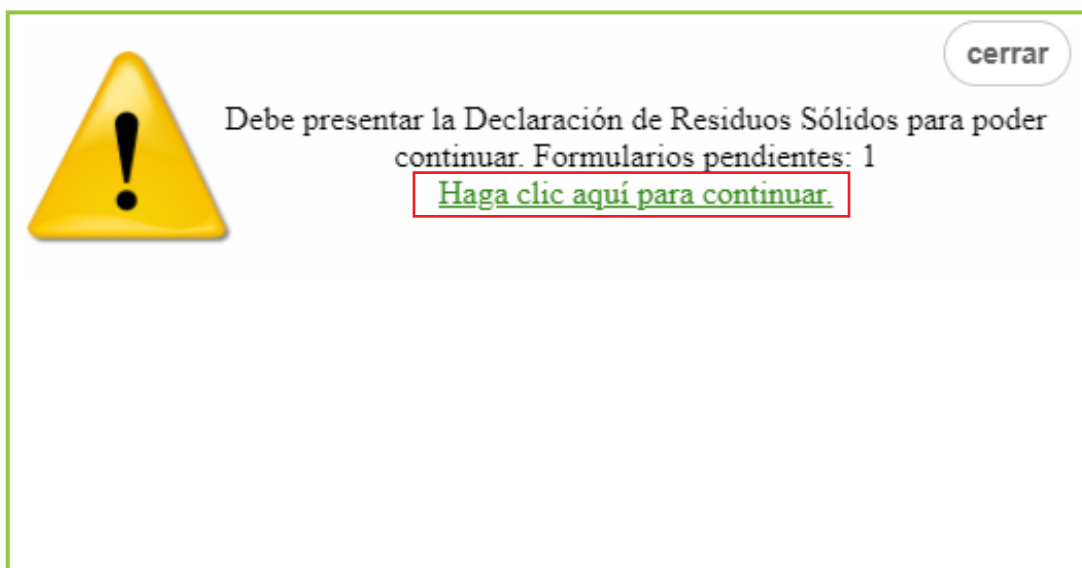 cerrar
Debe presentar la Declaración de Residuos Sólidos para poder
continuar. Formularios pendientes: 1
Haga clic aquí para continuar.